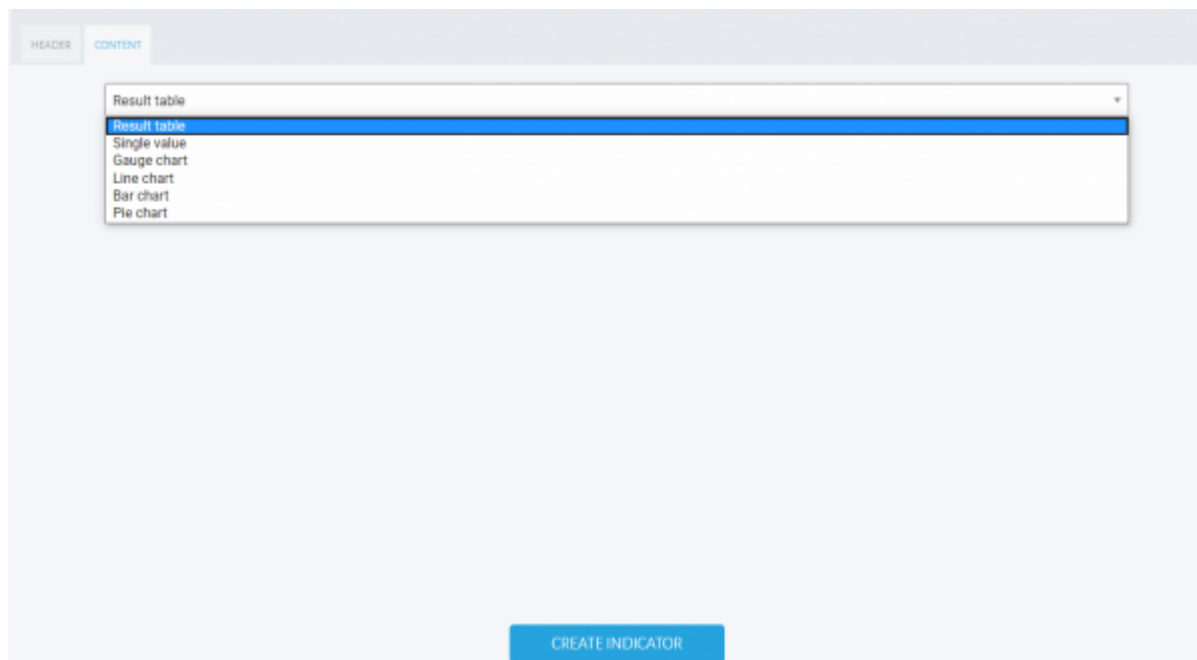 HEADER CONTENT
Result table
Result table
Single value
Gauge chart
Line chart
Bar chart
Pie chart
CREATE INDICATOR